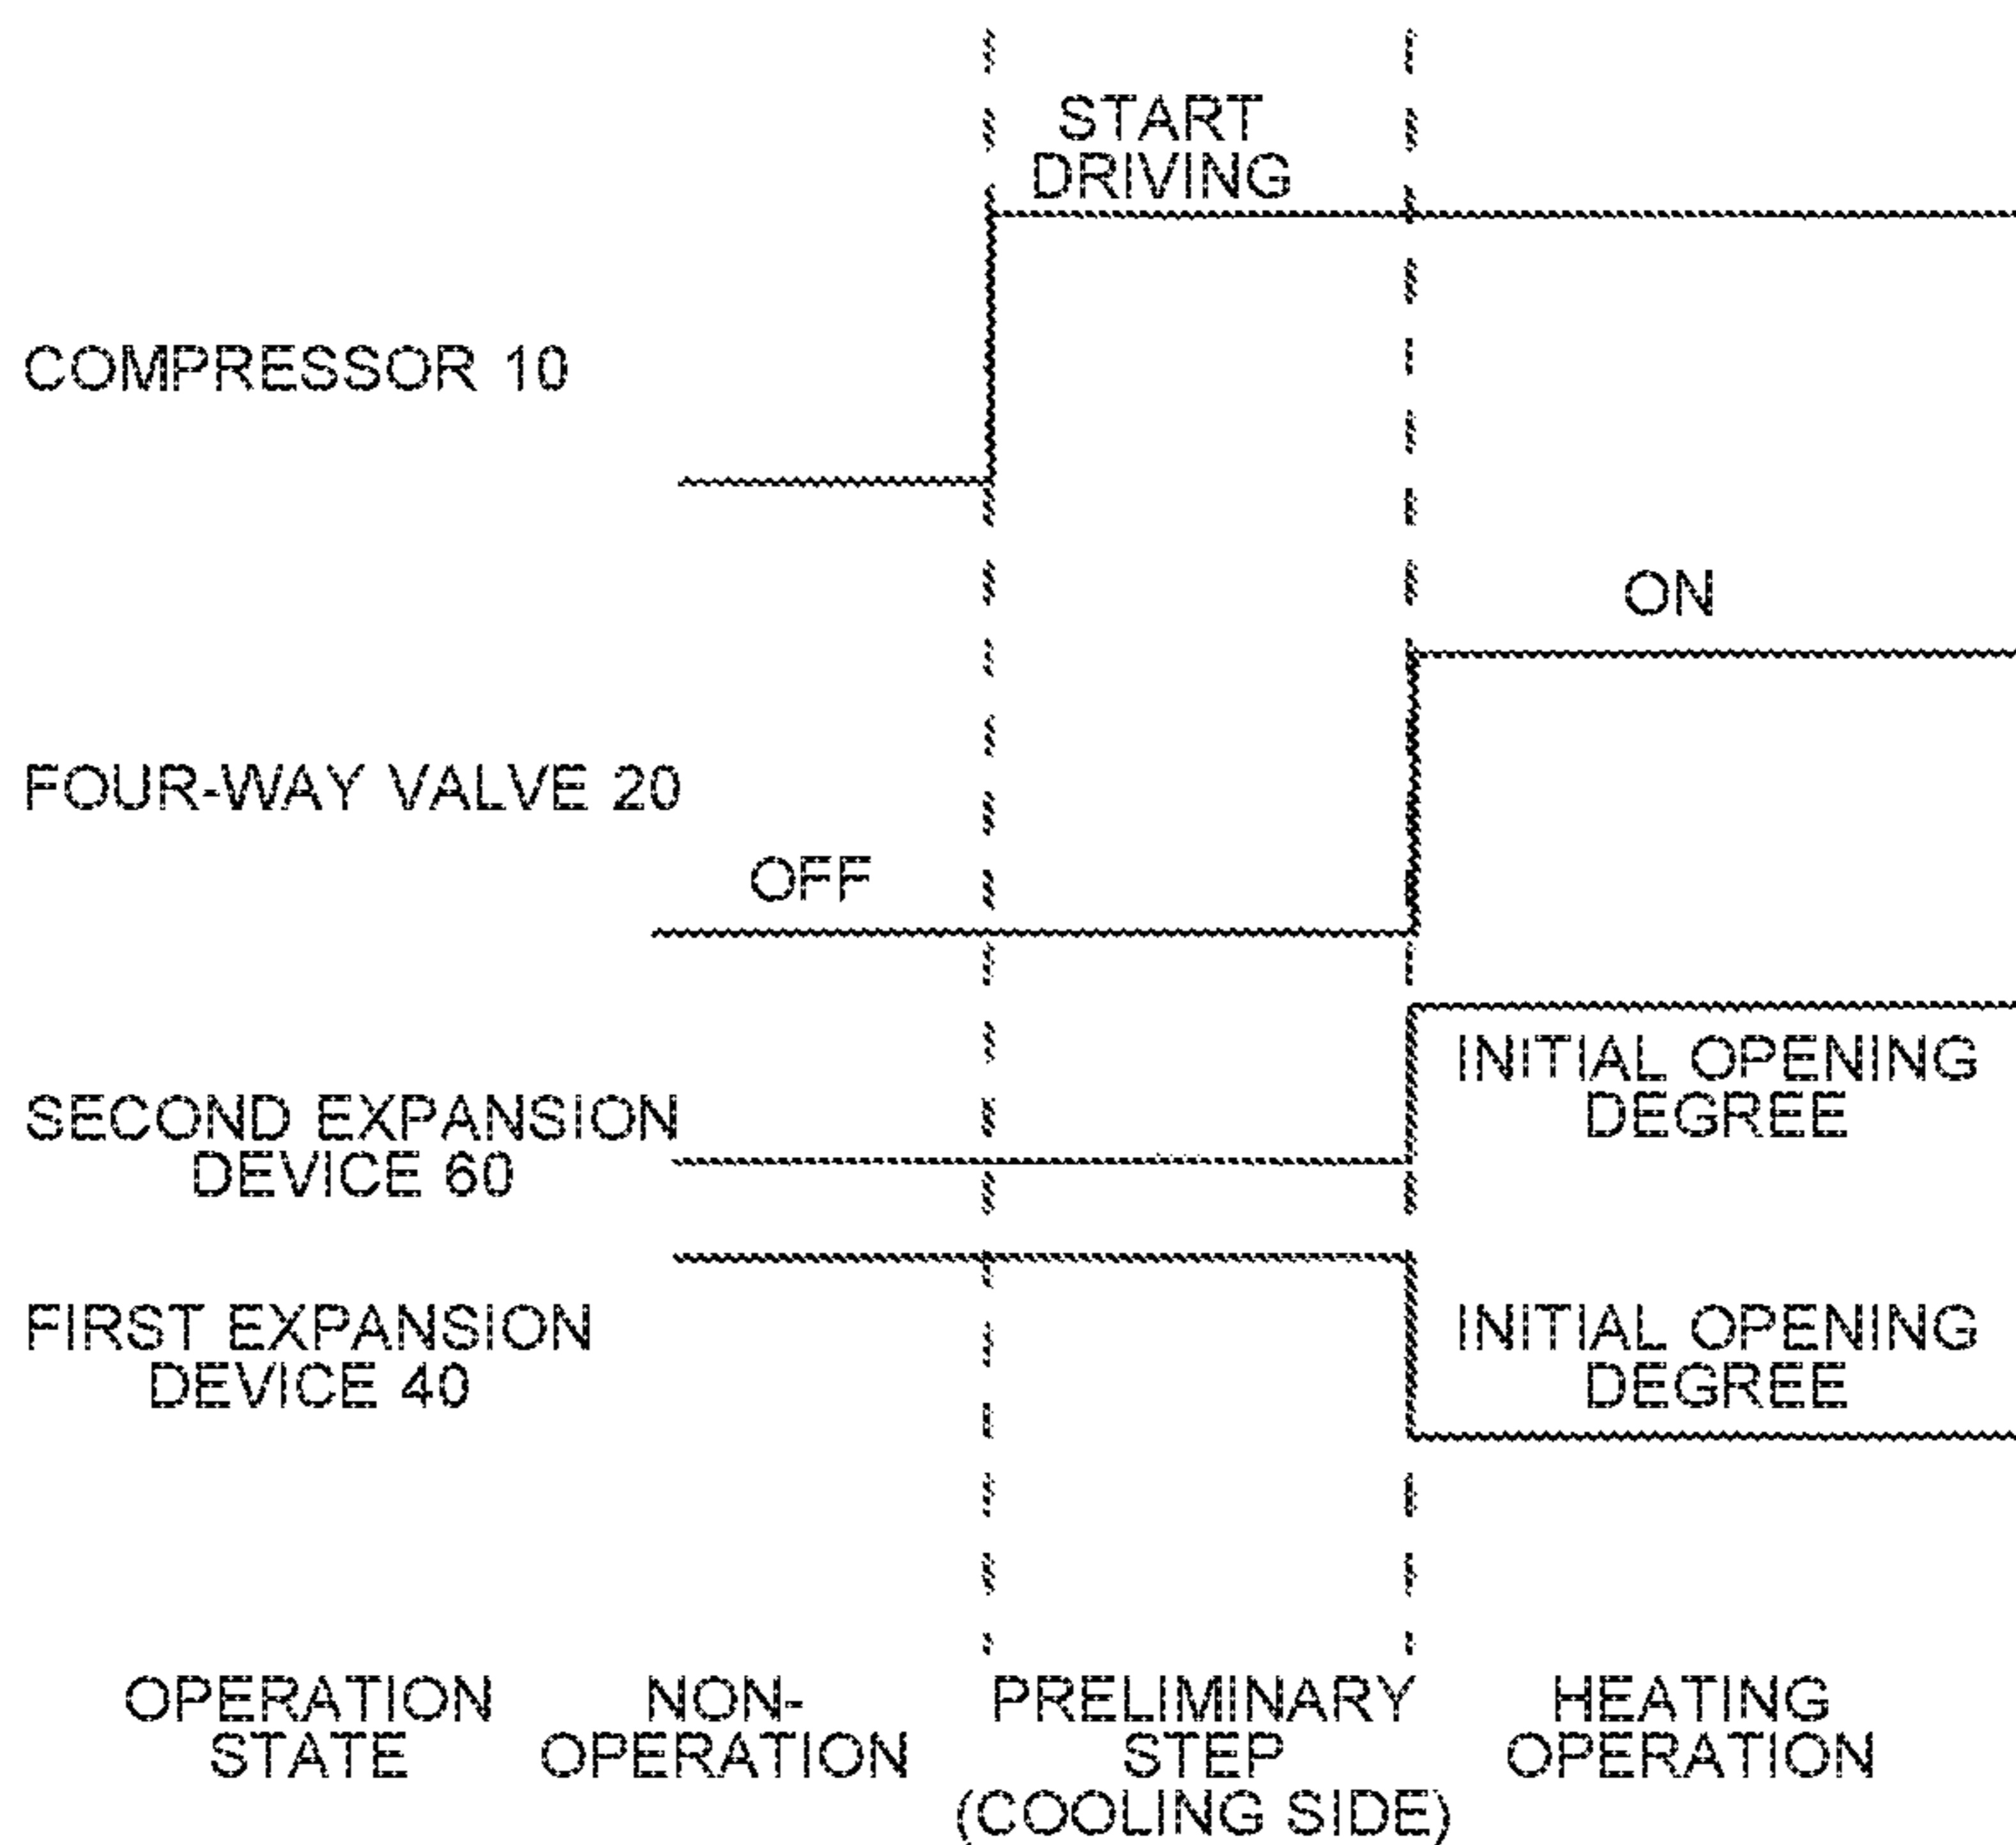 START
DRIVING
COMPRESSOR 10
ON
FOUR-WAY VALVE 20
OFF
INITIAL OPENING
DEGREE
SECOND EXPANSION
DEVICE 60
FIRST EXPANSION
DEVICE 40
INITIAL OPENING
DEGREE
OPERATION
STATE
NON-
OPERATION
PRELIMINARY
STEP
(COOLING SIDE)
HEATING
OPERATION